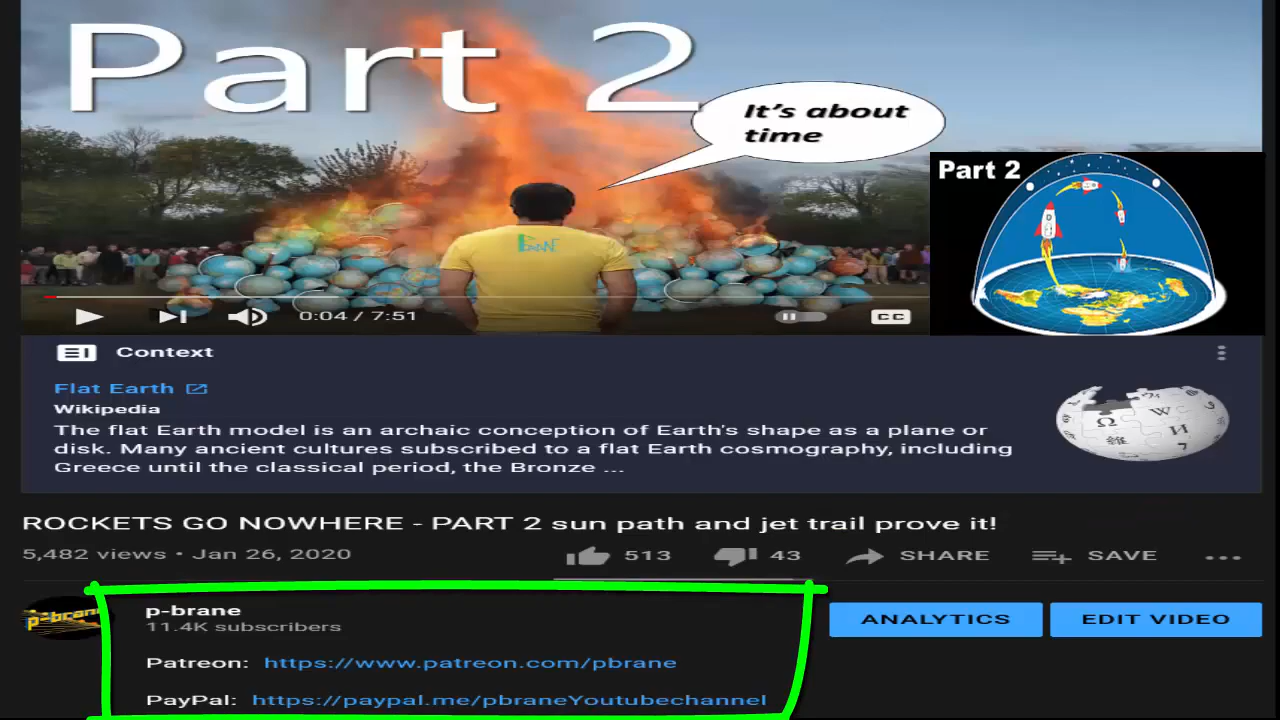 Part 2
It's about
time
Part 2
0:04 / 7:51
CC
Context
Flat Earth
Wikipedia
The flat Earth model is an archaic conception of Earth's shape as a plane or
disk. Many ancient cultures subscribed to a flat Earth cosmography, including
Greece until the classical period, the Bronze ...
ROCKETS GO NOWHERE - PART 2 sun path and jet trail prove it!
5,482 views • Jan 26, 2020
513
43
SHARE
SAVE
p-brane
p-brane
11.4K subscribers
ANALYTICS
EDIT VIDEO
Patreon: https://www.patreon.com/pbrane
PayPal: https://paypal.me/pbraneYoutubechannel